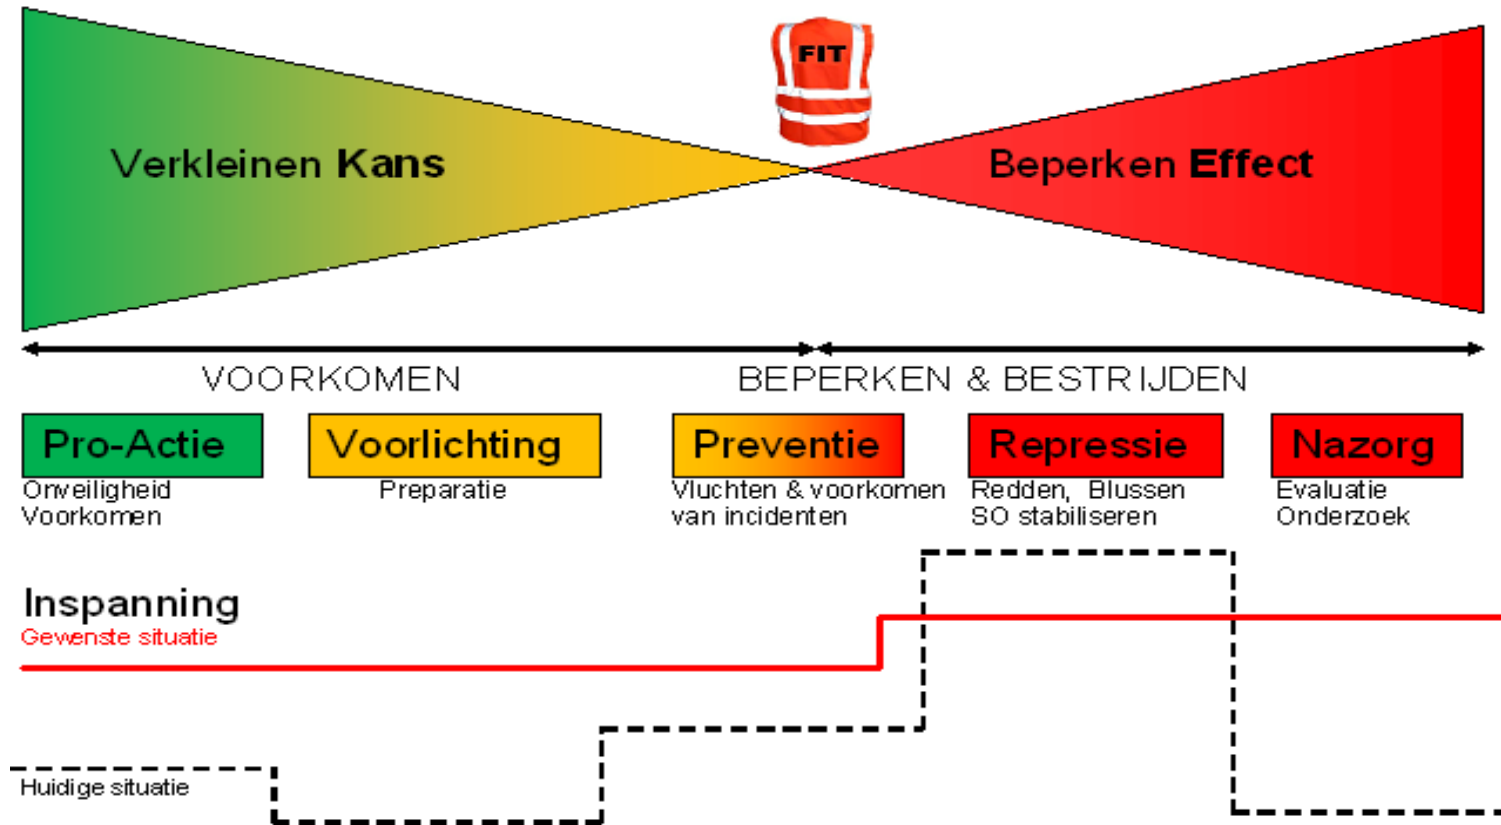 FIT
Verkleinen Kans
Beperken Effect
VOORKOMEN
BEPERKEN & BESTRIJDEN
Pro-Actie
Voorlichting
Preventie
Repressie
Nazorg
Onveiligheid
Voorkomen
Preparatie
Vluchten & voorkomen
van incidenten
Redden, Blussen
SO stabiliseren
Evaluatie
Onderzoek
Inspanning
Gewenste situatie
Huidige situatie